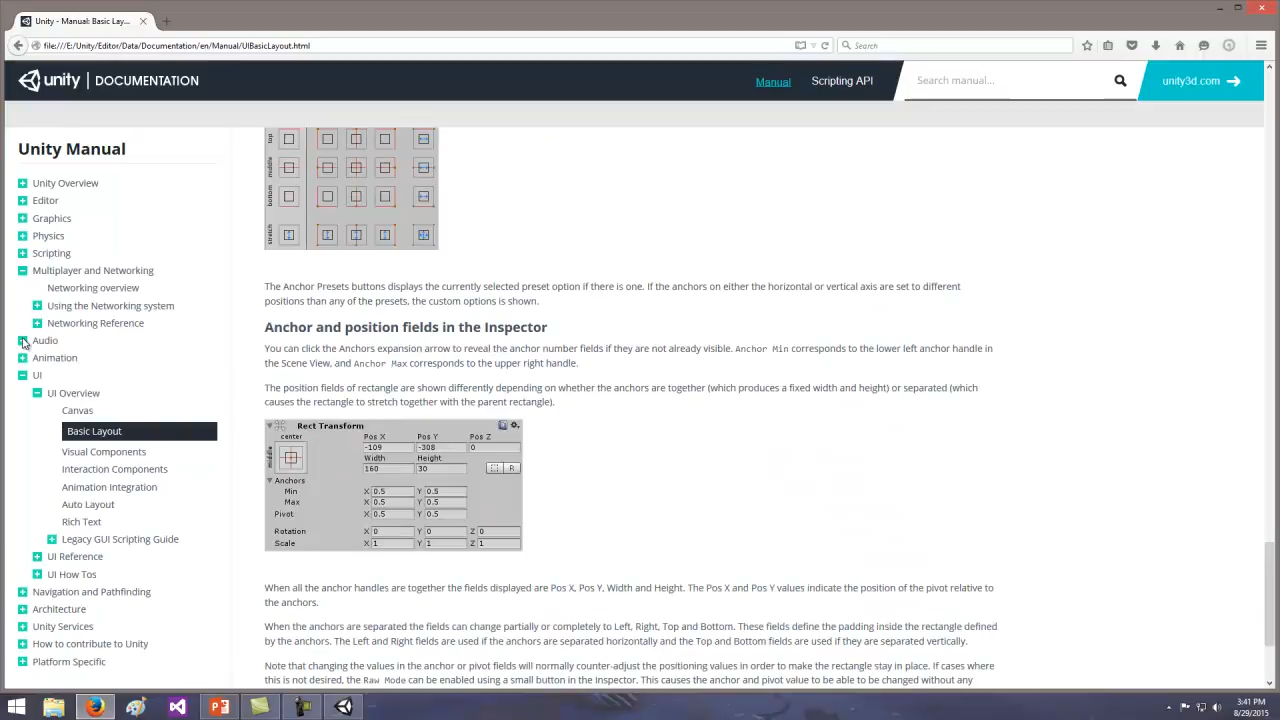 Unity - Manual: Basic Lay...
file:///E:/Unity/Editor/Data/Documentation/en/Manual/UIBasicLayout.html
Search
unity | DOCUMENTATION
Manual
Scripting API
Search manual...
unity3d.com
Unity Manual
Unity Overview
Editor
Graphics
Physics
Scripting
Multiplayer and Networking
Networking overview
Using the Networking system
Networking Reference
Audio
Animation
UI
UI Overview
Canvas
Basic Layout
Visual Components
Interaction Components
Animation Integration
Auto Layout
Rich Text
Legacy GUI Scripting Guide
UI Reference
UI How Tos
Navigation and Pathfinding
Architecture
Unity Services
How to contribute to Unity
Platform Specific
top
middle
bottom
stretch
The Anchor Presets buttons displays the currently selected preset option if there is one. If the anchors on either the horizontal or vertical axis are set to different
positions than any of the presets, the custom options is shown.
Anchor and position fields in the Inspector
You can click the Anchors expansion arrow to reveal the anchor number fields if they are not already visible. Anchor Min corresponds to the lower left anchor handle in
the Scene View, and Anchor Max corresponds to the upper right handle.
The position fields of rectangle are shown differently depending on whether the anchors are together (which produces a fixed width and height) or separated (which
causes the rectangle to stretch together with the parent rectangle).
Rect Transform
center
middle
Pos X Pos Y Pos Z
-109 -308 0
Width Height
160 30
R
Anchors
Min X 0.5 Y 0.5
Max X 0.5 Y 0.5
Pivot X 0.5 Y 0.5
Rotation X 0 Y 0 Z 0
Scale X 1 Y 1 Z 1
When all the anchor handles are together the fields displayed are Pos X, Pos Y, Width and Height. The Pos X and Pos Y values indicate the position of the pivot relative to
the anchors.
When the anchors are separated the fields can change partially or completely to Left, Right, Top and Bottom. These fields define the padding inside the rectangle defined
by the anchors. The Left and Right fields are used if the anchors are separated horizontally and the Top and Bottom fields are used if they are separated vertically.
Note that changing the values in the anchor or pivot fields will normally counter-adjust the positioning values in order to make the rectangle stay in place. If cases where
this is not desired, the Raw Mode can be enabled using a small button in the Inspector. This causes the anchor and pivot value to be able to be changed without any
3:41 PM
8/29/2015